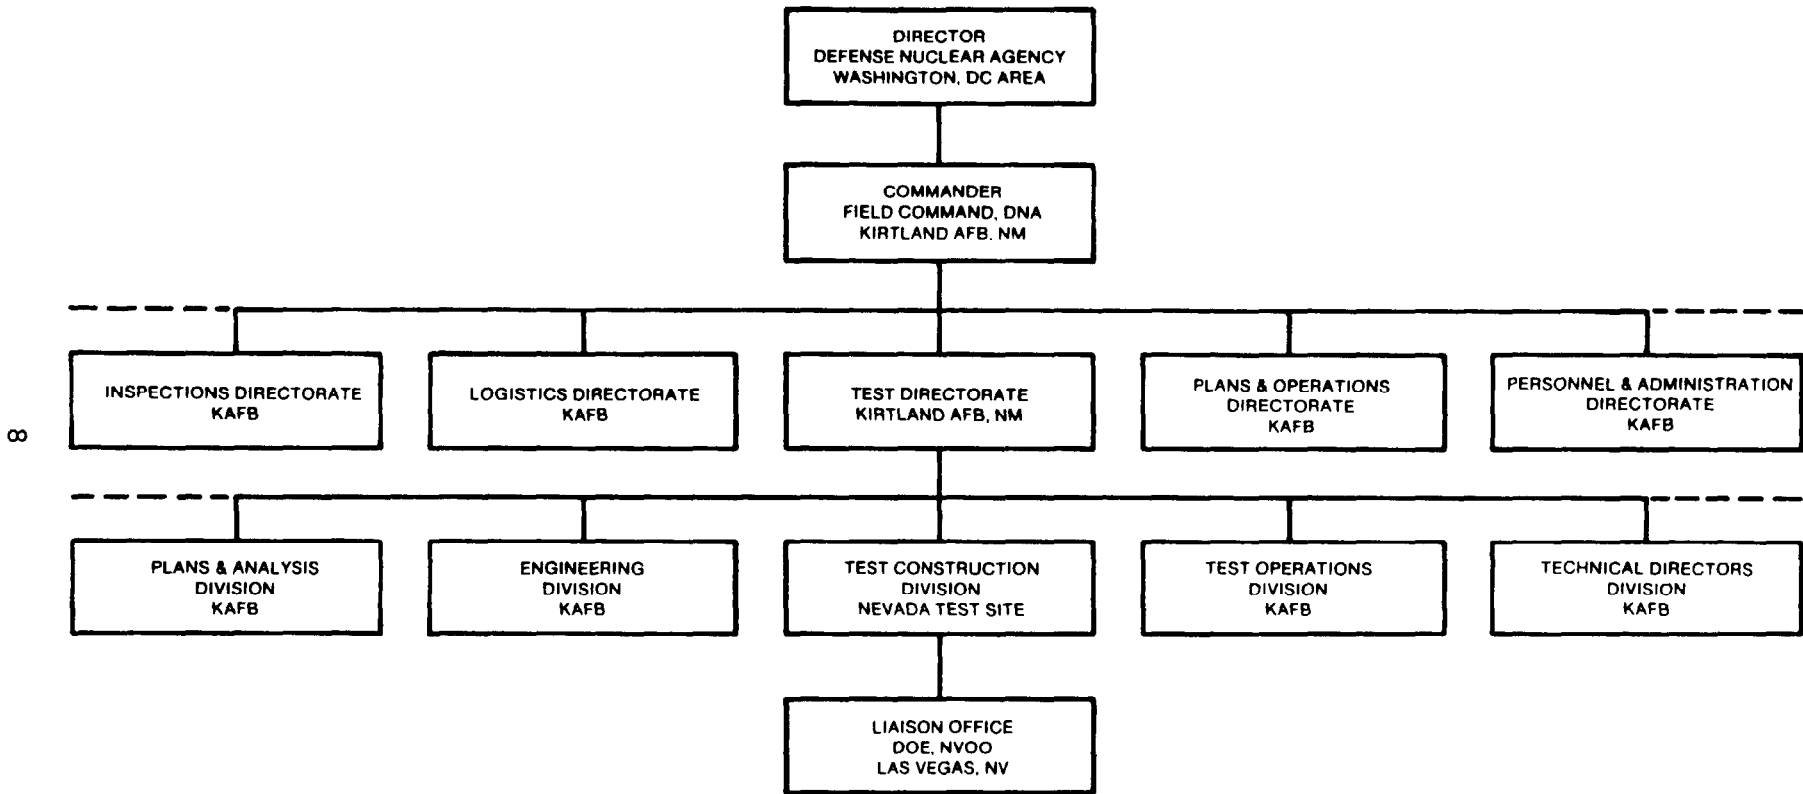 DIRECTOR
DEFENSE NUCLEAR AGENCY
WASHINGTON, DC AREA
COMMANDER
FIELD COMMAND, DNA
KIRTLAND AFB, NM
INSPECTIONS DIRECTORATE
KAFB
LOGISTICS DIRECTORATE
KAFB
TEST DIRECTORATE
KIRTLAND AFB, NM
PLANS & OPERATIONS
DIRECTORATE
KAFB
PERSONNEL & ADMINISTRATION
DIRECTORATE
KAFB
8
PLANS & ANALYSIS
DIVISION
KAFB
ENGINEERING
DIVISION
KAFB
TEST CONSTRUCTION
DIVISION
NEVADA TEST SITE
TEST OPERATIONS
DIVISION
KAFB
TECHNICAL DIRECTORS
DIVISION
KAFB
LIAISON OFFICE
DOE, NVOO
LAS VEGAS, NV